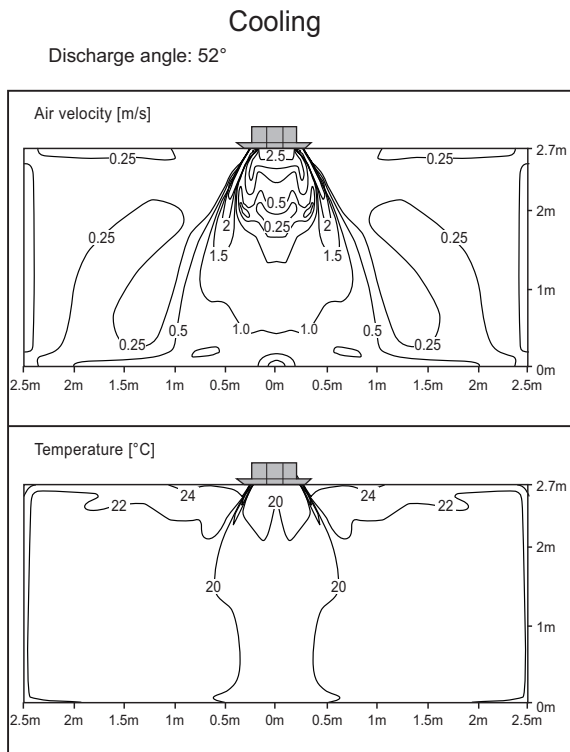 Cooling
Discharge angle: 52°
Air velocity [m/s]
0.25 2.5 0.25 2.7m
0.5
0.25 2 0.25 2 0.25 2m
1.5 1.5
1m
0.25 0.5 1.0 1.0 0.5 0.25
0m
2.5m 2m 1.5m 1m 0.5m 0m 0.5m 1m 1.5m 2m 2.5m
Temperature [°C]
2.7m
24 24
22 20 22
2m
20 20
1m
0m
2.5m 2m 1.5m 1m 0.5m 0m 0.5m 1m 1.5m 2m 2.5m